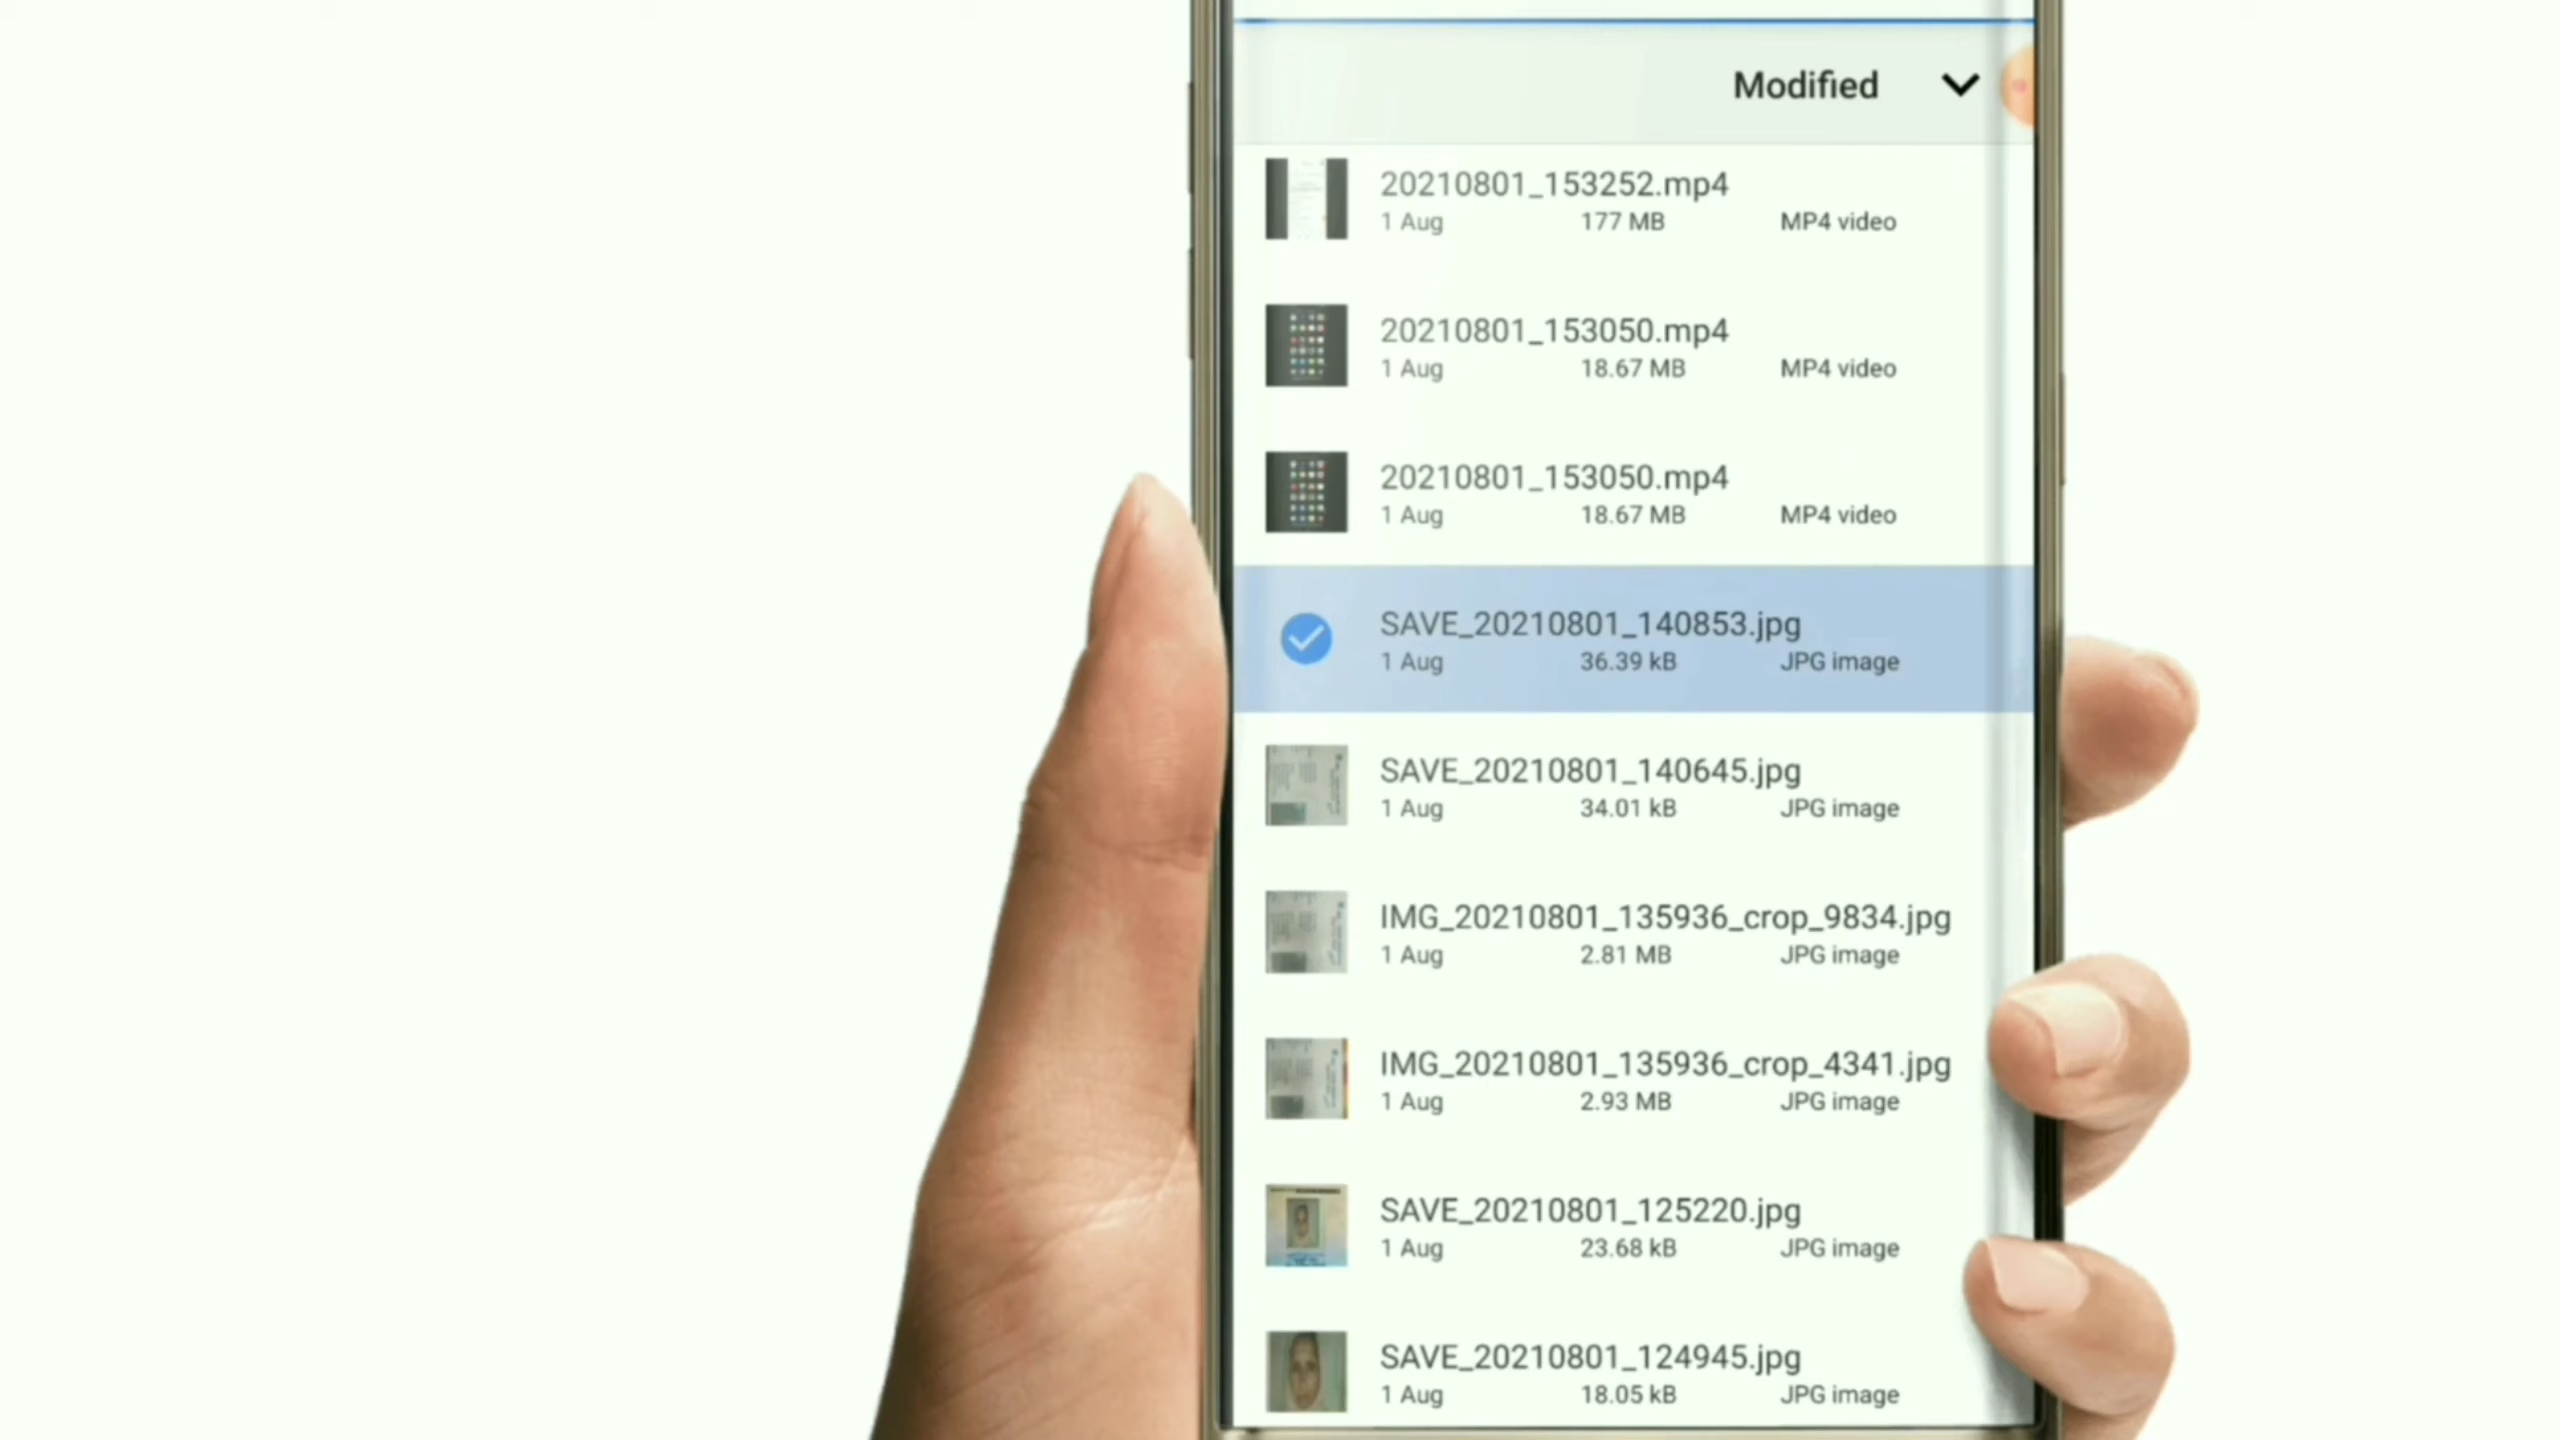 Modified
20210801_153252.mp4
1 Aug 177 MB MP4 video
20210801_153050.mp4
1 Aug 18.67 MB MP4 video
20210801_153050.mp4
1 Aug 18.67 MB MP4 video
SAVE_20210801_140853.jpg
1 Aug 36.39 kB JPG image
SAVE_20210801_140645.jpg
1 Aug 34.01 kB JPG image
IMG_20210801_135936_crop_9834.jpg
1 Aug 2.81 MB JPG image
IMG_20210801_135936_crop_4341.jpg
1 Aug 2.93 MB JPG image
SAVE_20210801_125220.jpg
1 Aug 23.68 kB JPG image
SAVE_20210801_124945.jpg
1 Aug 18.05 kB JPG image